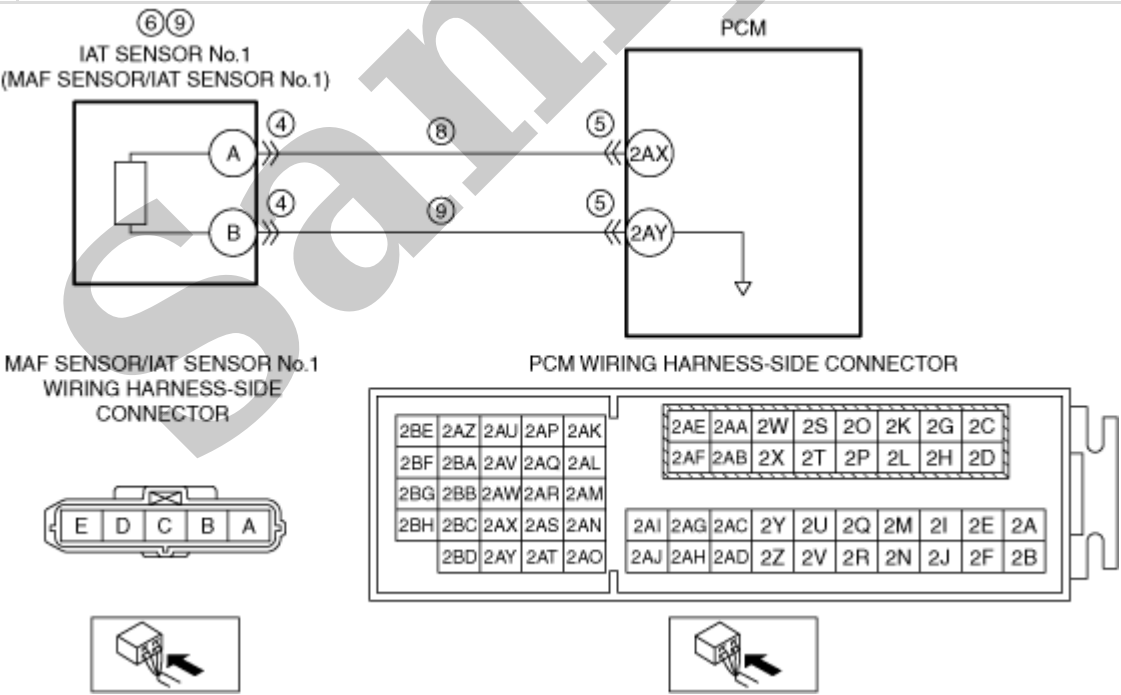 ⑥⑨
IAT SENSOR No.1
(MAF SENSOR/IAT SENSOR No.1)
PCM
A ④ ⑧ ⑤ 2AX
B ④ ⑨ ⑤ 2AY
MAF SENSOR/IAT SENSOR No.1
WIRING HARNESS-SIDE
CONNECTOR
E D C B A
PCM WIRING HARNESS-SIDE CONNECTOR
2BE 2AZ 2AU 2AP 2AK
2BF 2BA 2AV 2AQ 2AL
2BG 2BB 2AW 2AR 2AM
2BH 2BC 2AX 2AS 2AN
2BD 2AY 2AT 2AO
2AE 2AA 2W 2S 2O 2K 2G 2C
2AF 2AB 2X 2T 2P 2L 2H 2D
2AI 2AG 2AC 2Y 2U 2Q 2M 2I 2E 2A
2AJ 2AH 2AD 2Z 2V 2R 2N 2J 2F 2B